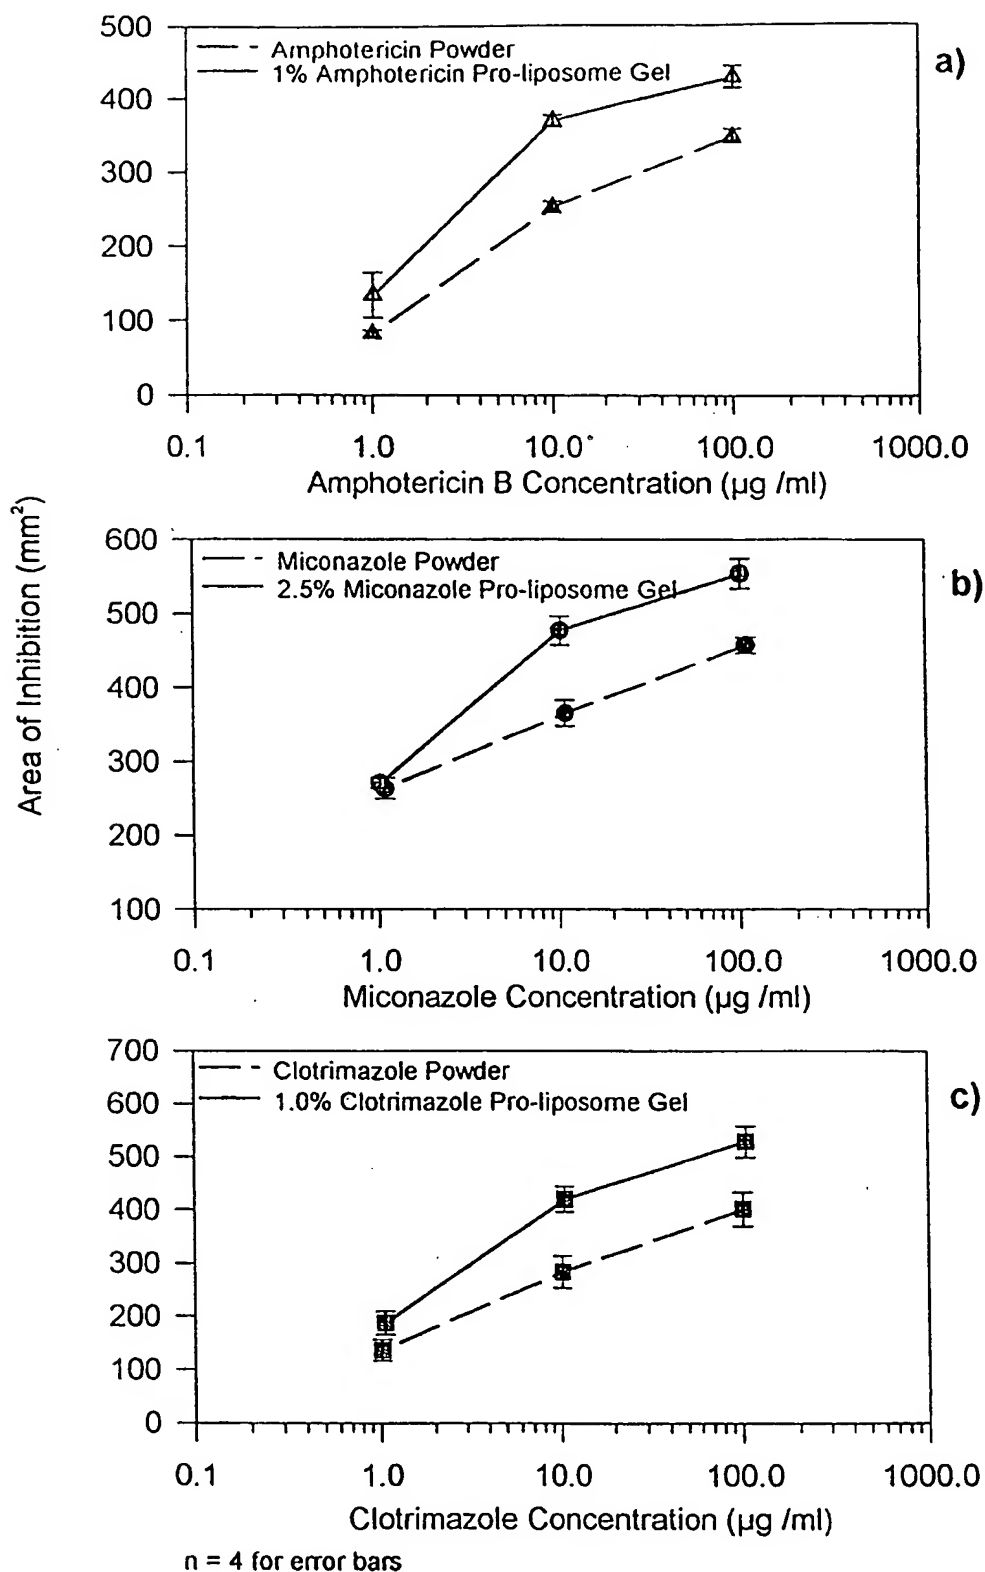 500
Amphotericin Powder
1% Amphotericin Pro-liposome Gel
a)
400
300
200
100
0
0.1 1.0 10.0 100.0 1000.0
Amphotericin B Concentration (µg /ml)
Area of Inhibition (mm²)
600
Miconazole Powder
2.5% Miconazole Pro-liposome Gel
b)
500
400
300
200
100
0.1 1.0 10.0 100.0 1000.0
Miconazole Concentration (µg /ml)
700
Clotrimazole Powder
1.0% Clotrimazole Pro-liposome Gel
c)
600
500
400
300
200
100
0
0.1 1.0 10.0 100.0 1000.0
Clotrimazole Concentration (µg /ml)
n = 4 for error bars